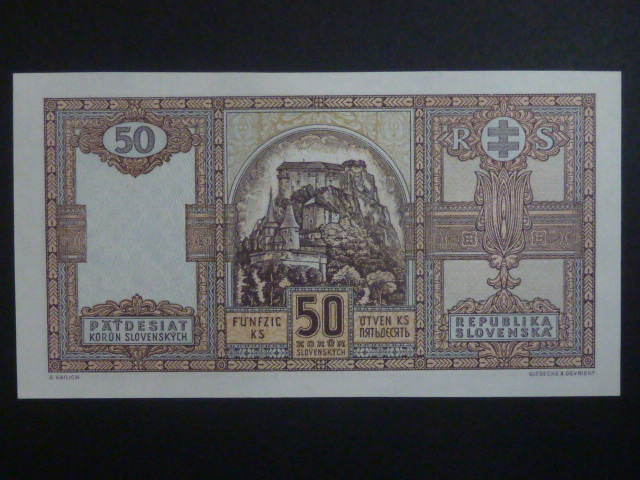 50
R S
PÄTDESIAT
KORÚN SLOVENSKÝCH
FÜNFZIG
KS
50
KORÚN
SLOVENSKÝCH
ÖTVEN KS
ПЯТЬДЕСЯТЬ
REPUBLIKA
SLOVENSKÁ
GIESECKE & DEVRIENT